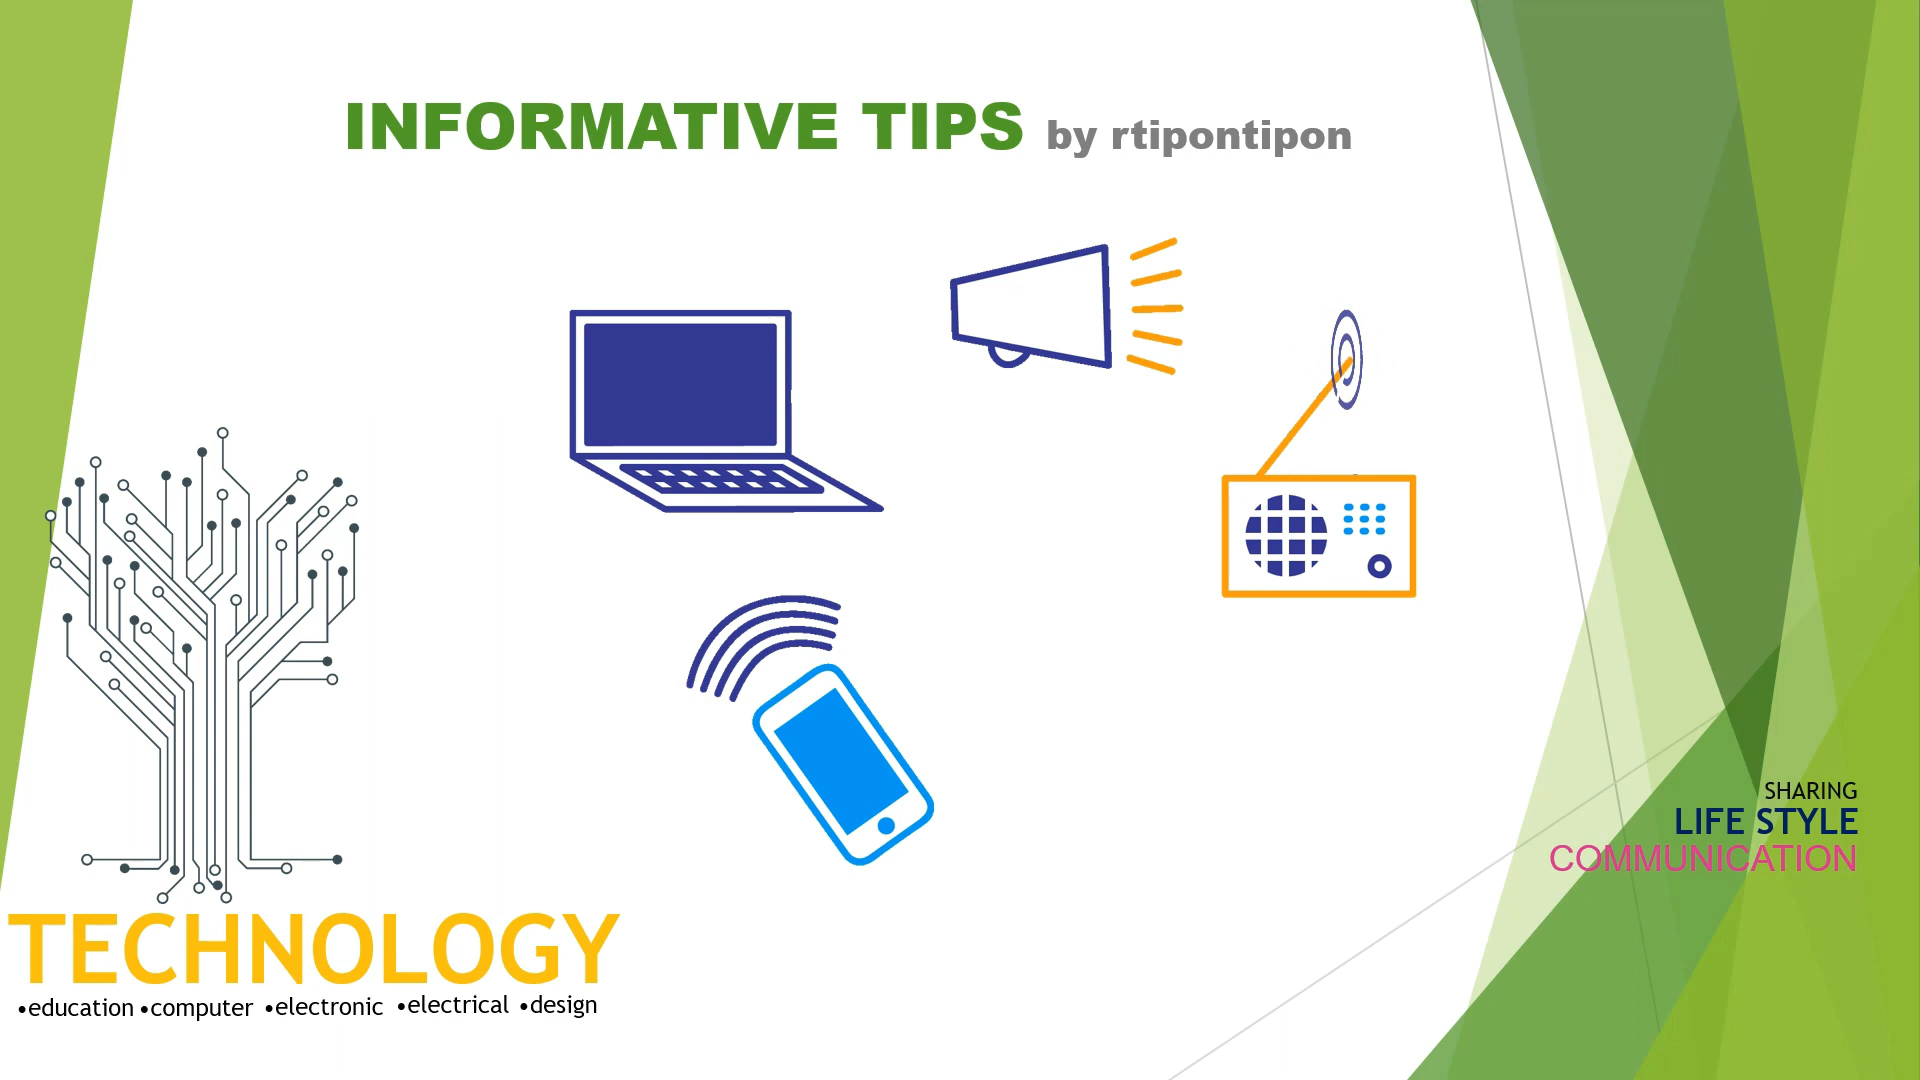 INFORMATIVE TIPS by rtipontipon
SHARING
LIFE STYLE
COMMUNICATION
TECHNOLOGY
•education •computer •electronic •electrical •design